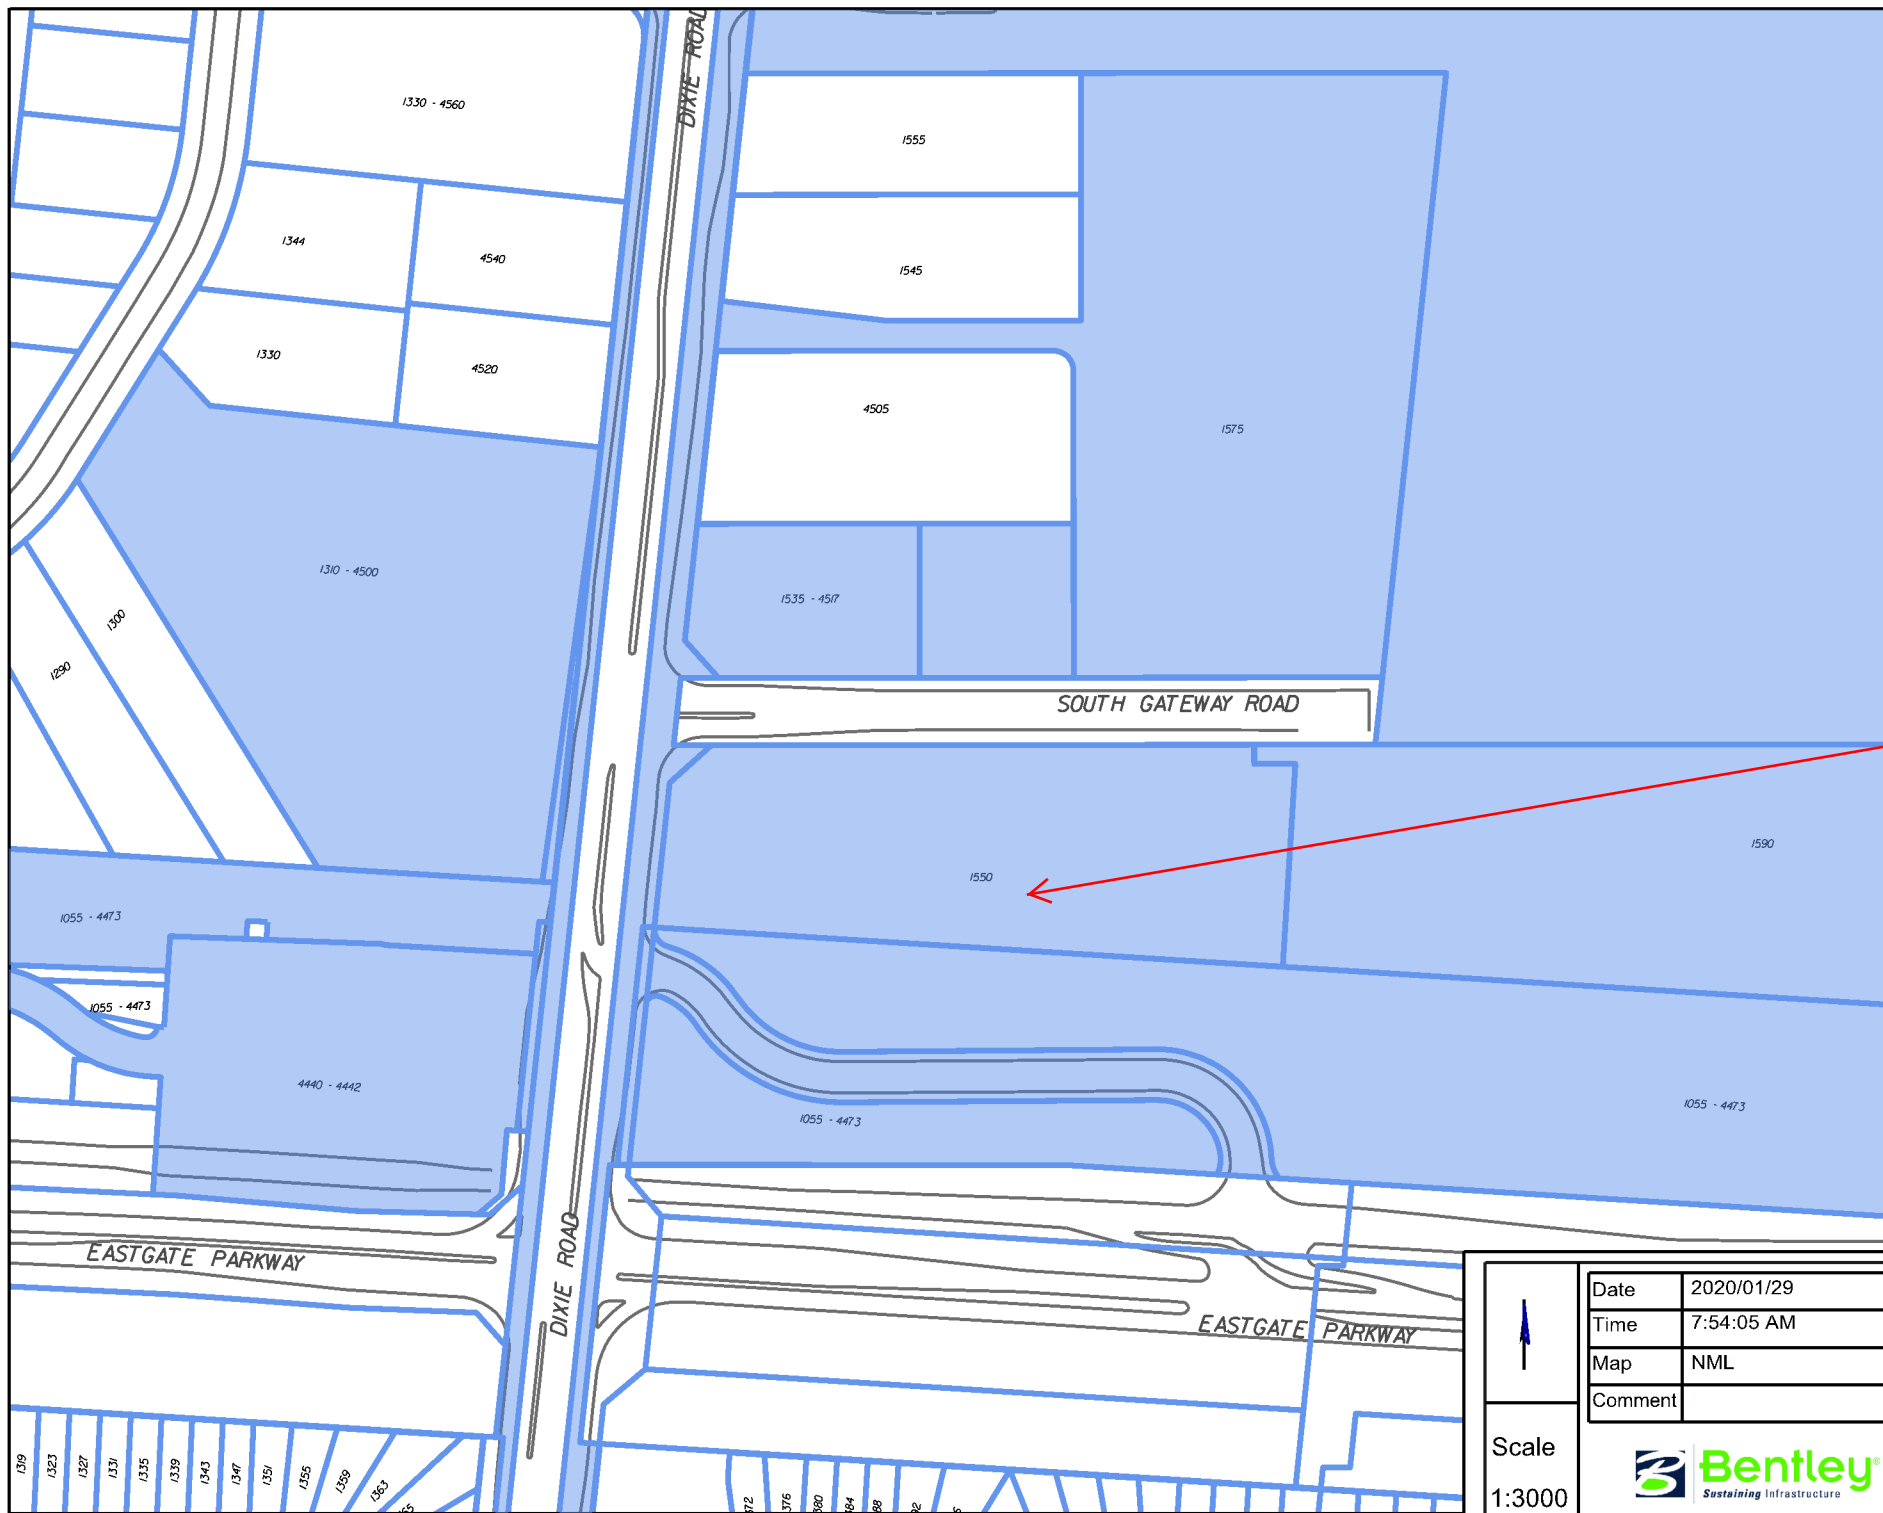 DIXIE ROAD
1330 - 4560
1555
1344
4540
1545
1330
4520
4505
1575
1310 - 4500
1535 - 4517
1300
1290
SOUTH GATEWAY ROAD
1590
1550
1055 - 4473
1055 - 4473
4440 - 4442
1055 - 4473
1055 - 4473
EASTGATE PARKWAY
DIXIE ROAD
EASTGATE PARKWAY
Date 2020/01/29
Time 7:54:05 AM
Map NML
Comment
Scale
1:3000
Bentley®
Sustaining Infrastructure
1319
1323
1327
1331
1335
1339
1343
1347
1351
1355
1359
1363